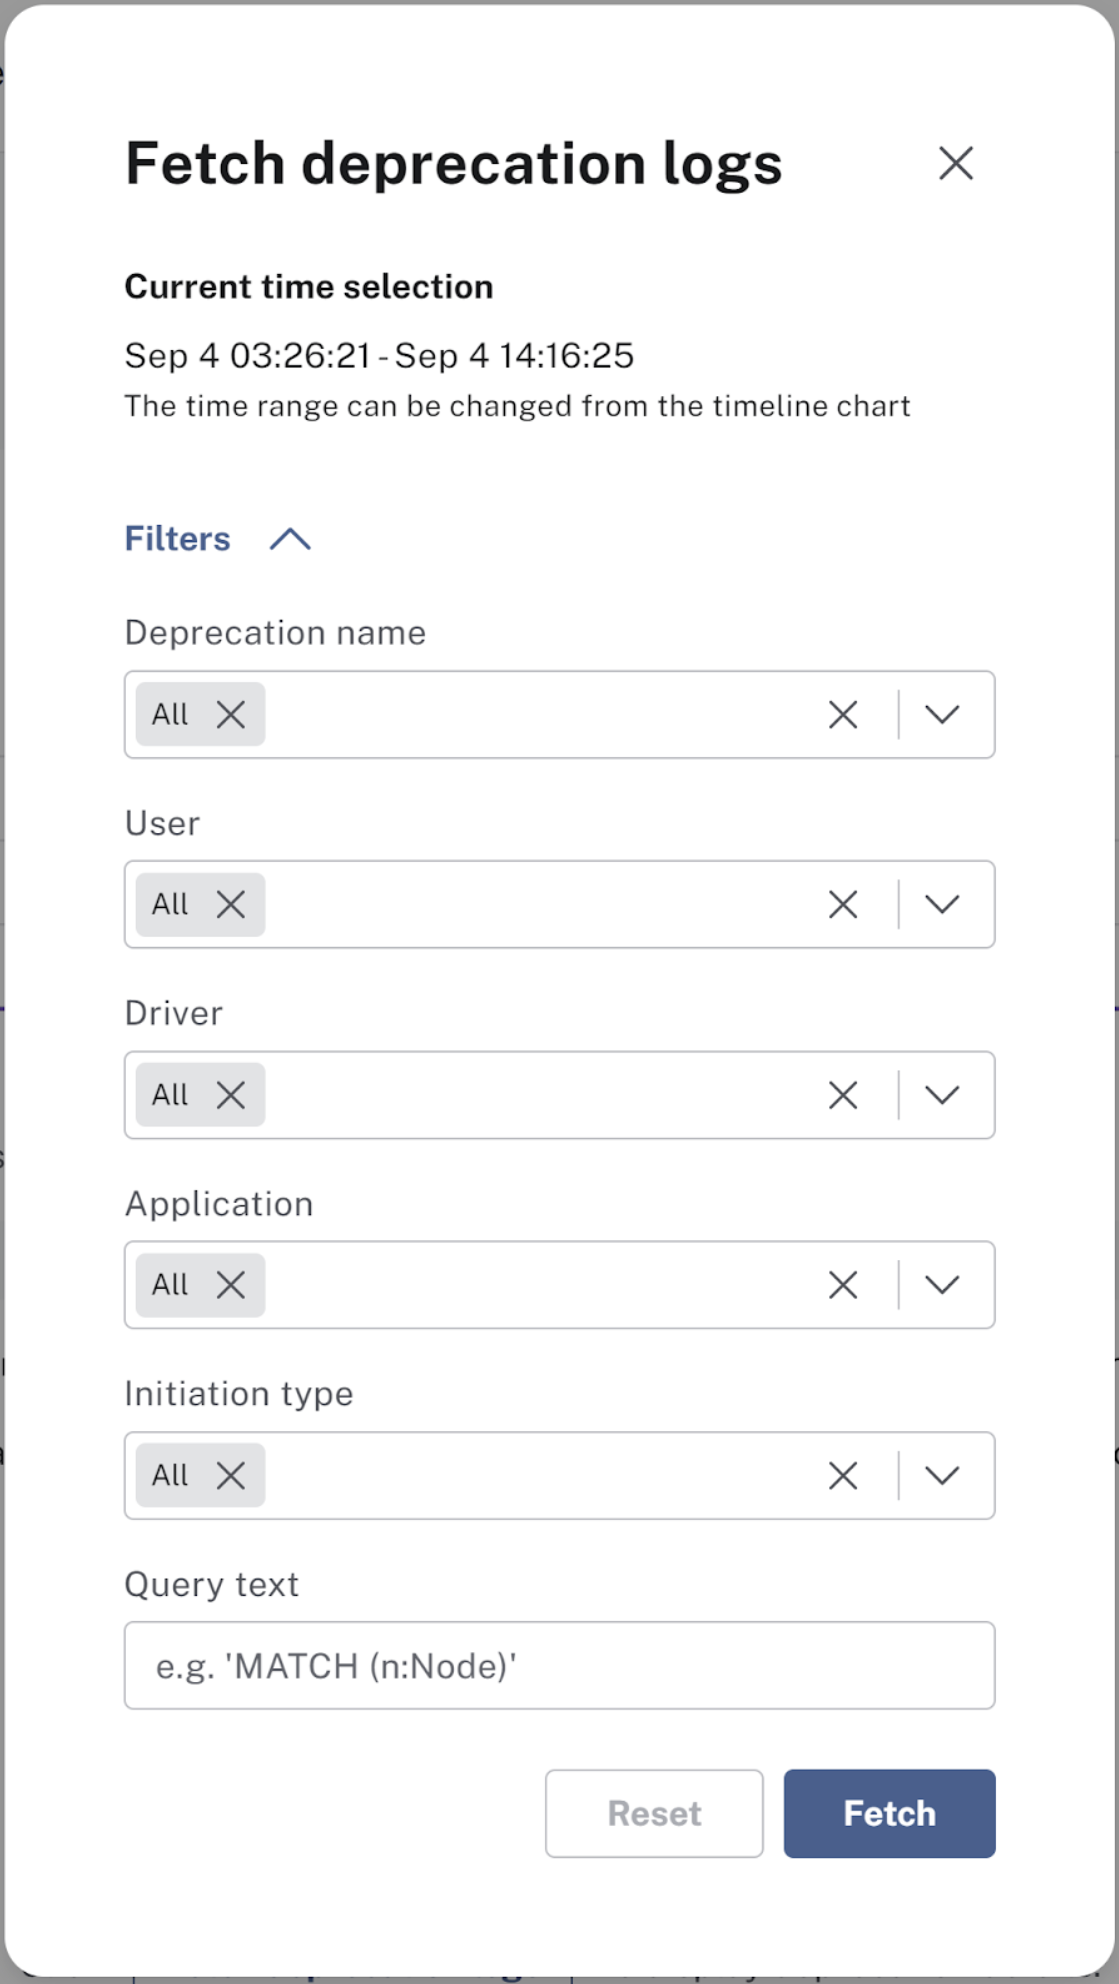 Fetch deprecation logs
Current time selection
Sep 4 03:26:21 - Sep 4 14:16:25
The time range can be changed from the timeline chart
Filters
Deprecation name
All
User
All
Driver
All
Application
All
Initiation type
All
Query text
e.g. 'MATCH (n:Node)'
Reset
Fetch